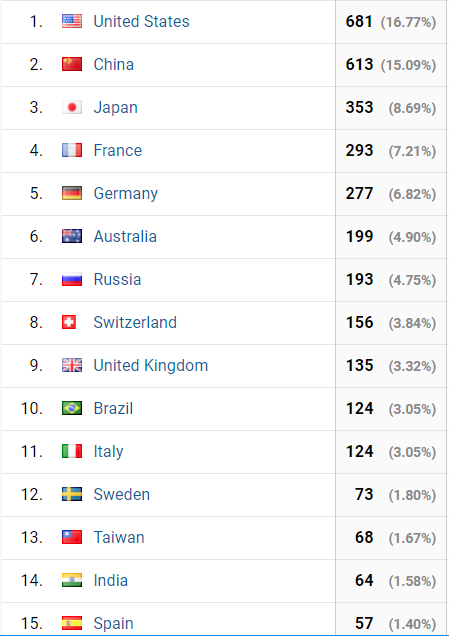 1. United States 681 (16.77%)
2. China 613 (15.09%)
3. Japan 353 (8.69%)
4. France 293 (7.21%)
5. Germany 277 (6.82%)
6. Australia 199 (4.90%)
7. Russia 193 (4.75%)
8. Switzerland 156 (3.84%)
9. United Kingdom 135 (3.32%)
10. Brazil 124 (3.05%)
11. Italy 124 (3.05%)
12. Sweden 73 (1.80%)
13. Taiwan 68 (1.67%)
14. India 64 (1.58%)
15. Spain 57 (1.40%)